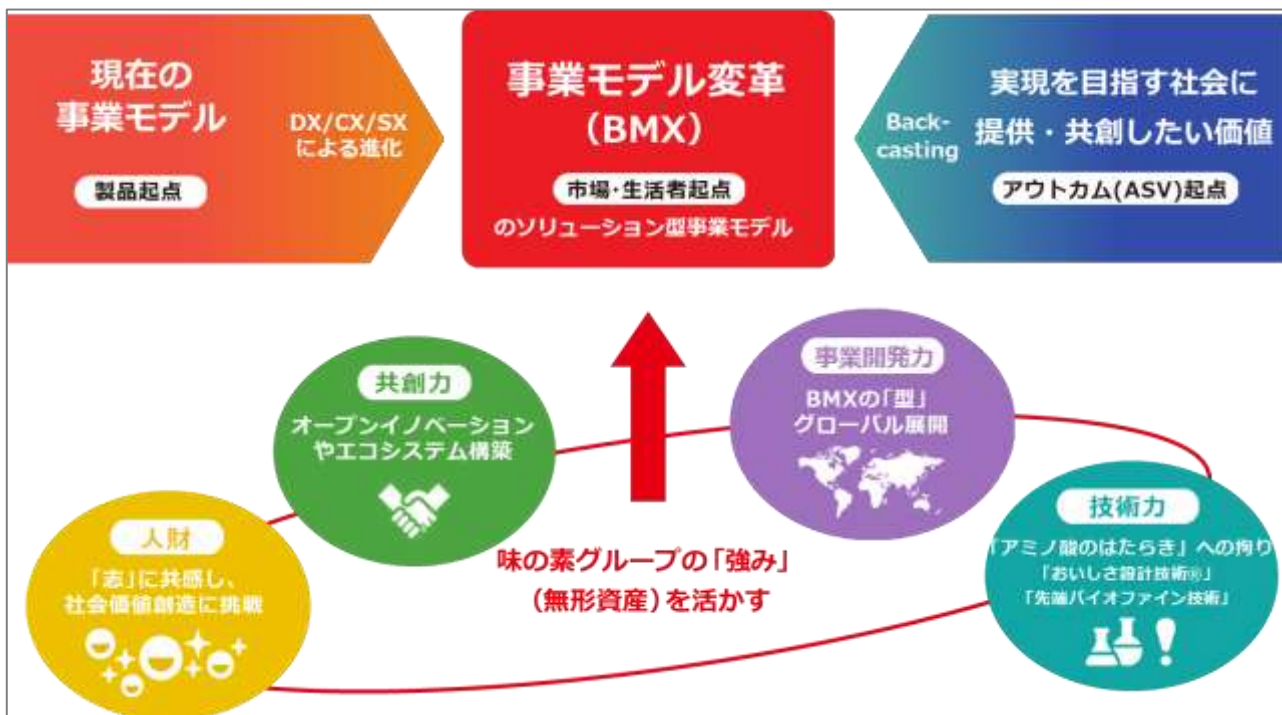 現在の
事業モデル
DX/CX/SX
による進化
製品起点
事業モデル変革
（BMX）
市場・生活者起点
のソリューション型事業モデル
Back-
casting
実現を目指す社会に
提供・共創したい価値
アウトカム(ASV)起点
共創力
オープンイノベーション
やエコシステム構築
事業開発力
BMXの「型」
グローバル展開
人財
「志」に共感し、
社会価値創造に挑戦
味の素グループの「強み」
（無形資産）を活かす
技術力
「アミノ酸のはたらき」への拘り
「おいしさ設計技術®」
「先端バイオファイン技術」